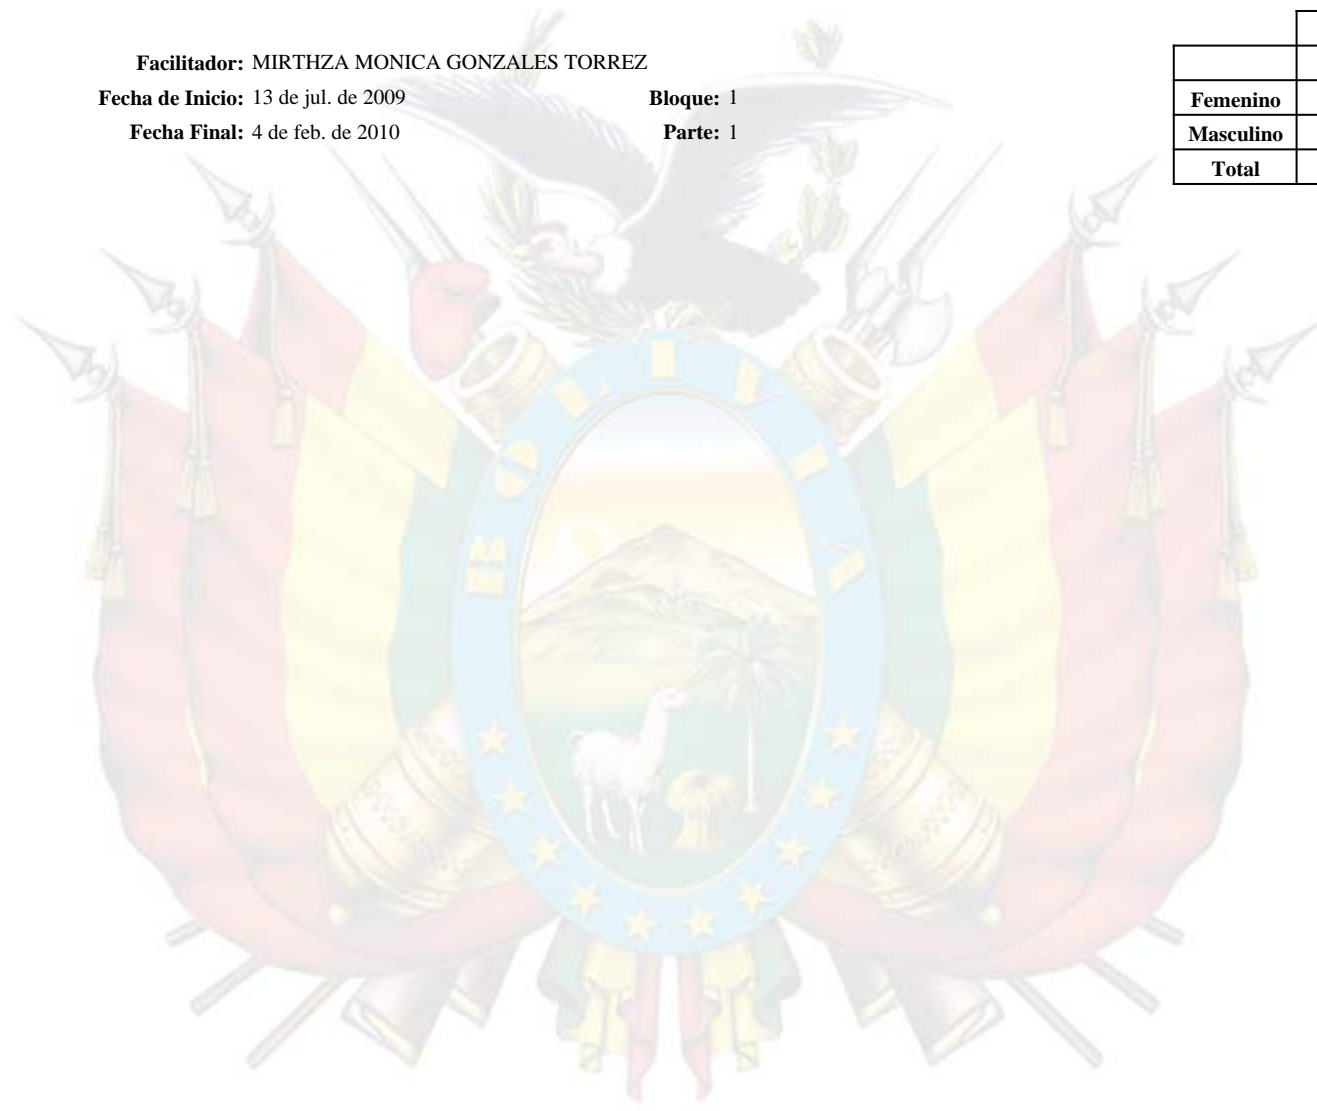 Facilitador: MIRTHZA MONICA GONZALES TORREZ
Fecha de Inicio: 13 de jul. de 2009 Bloque: 1
Fecha Final: 4 de feb. de 2010 Parte: 1
Femenino
Masculino
Total
BOLIVIA